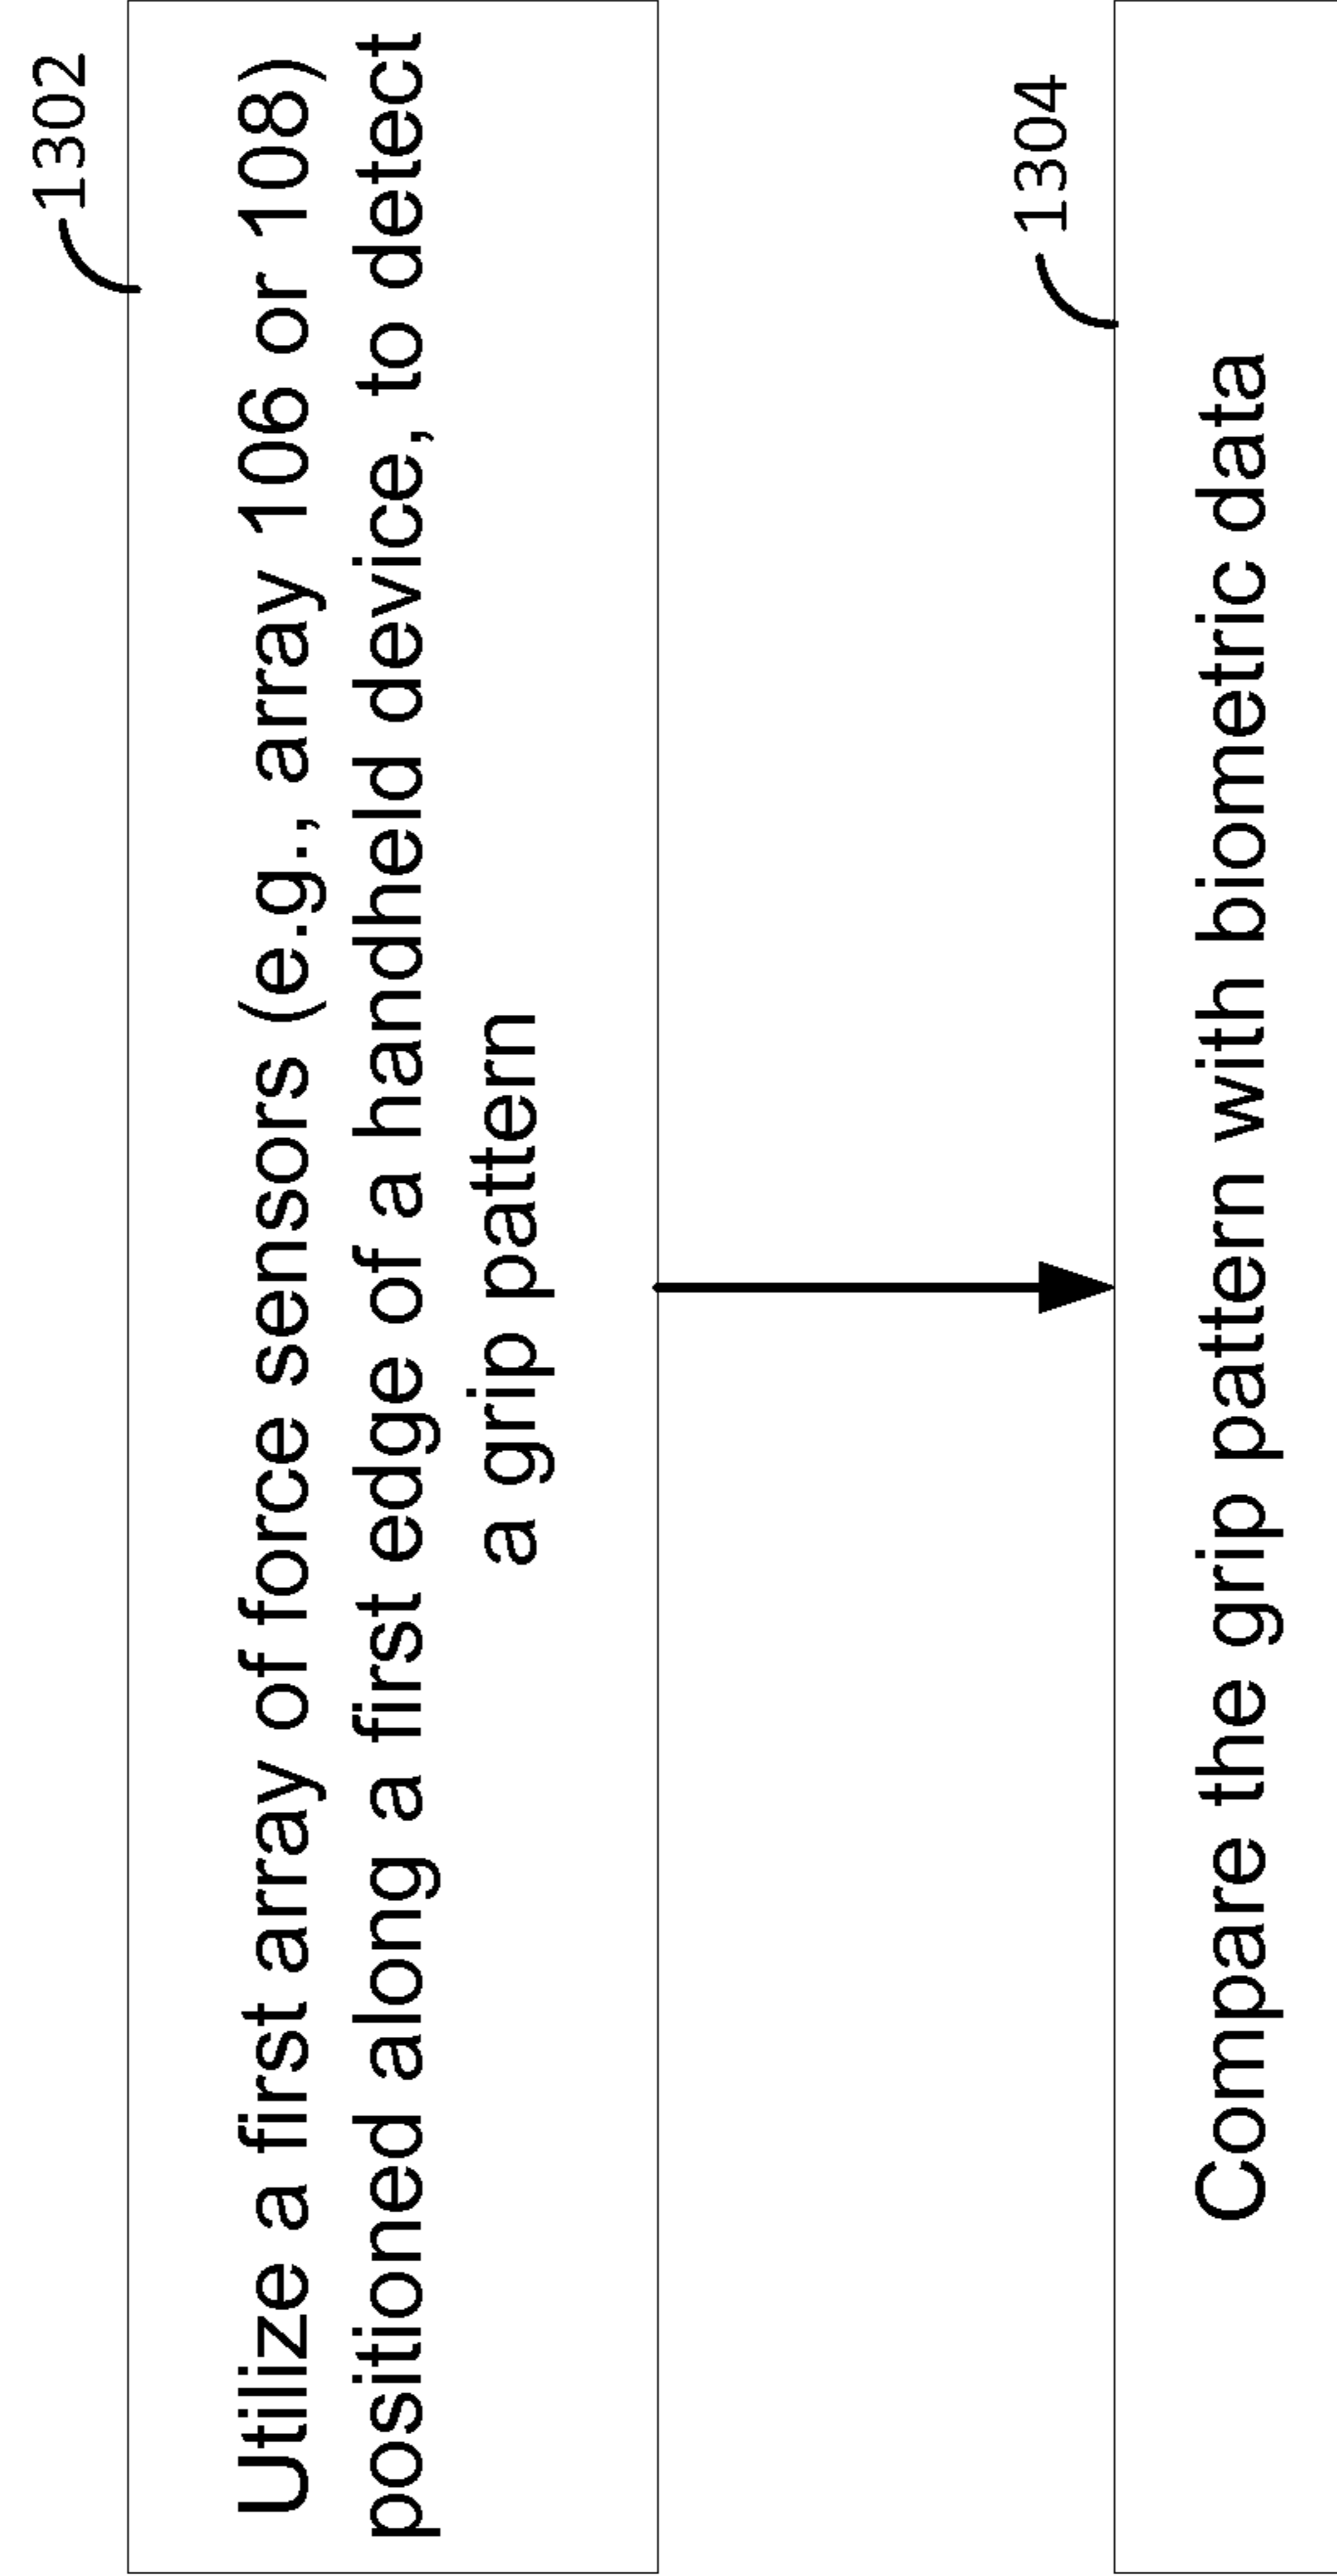 1302
Utilize a first array of force sensors (e.g., array 106 or 108)
positioned along a first edge of a handheld device, to detect
a grip pattern
1304
Compare the grip pattern with biometric data